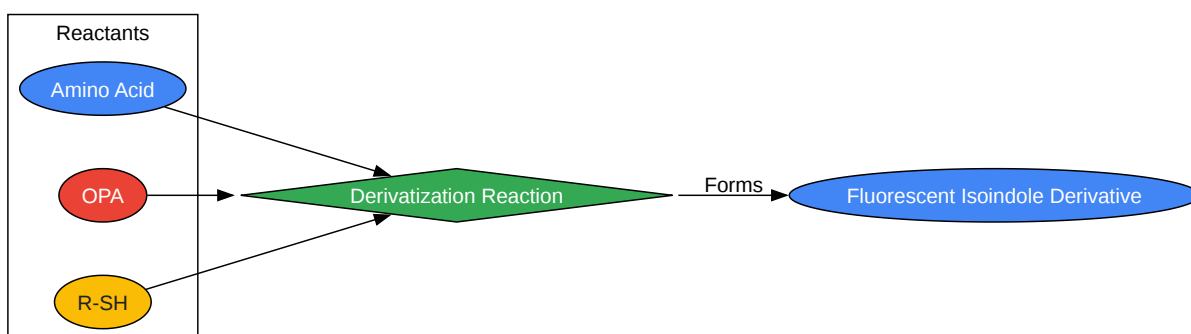 Reactants
Amino Acid
OPA
Derivatization Reaction
Forms
Fluorescent Isoindole Derivative
R-SH